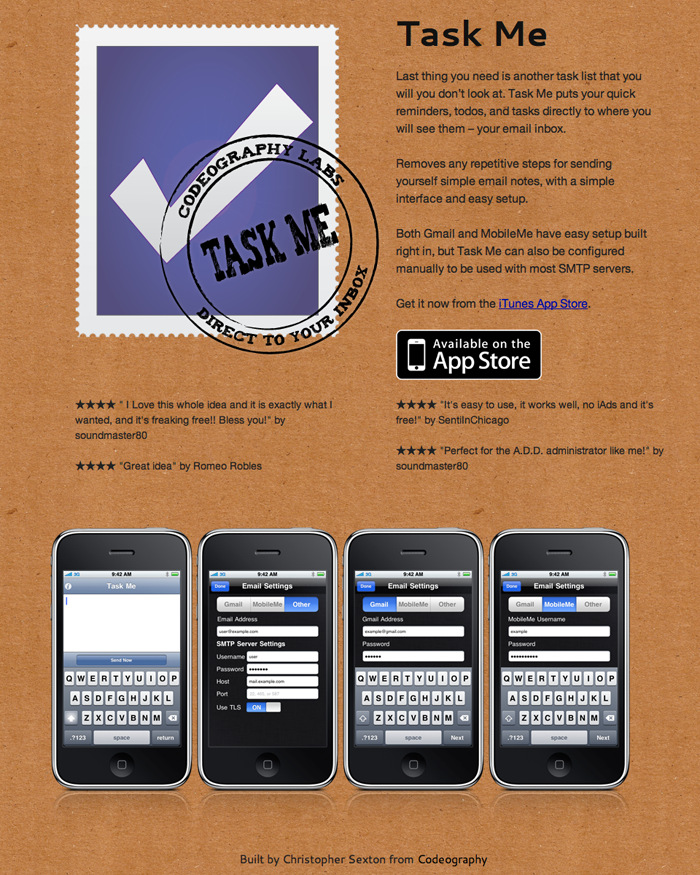 Task Me
Last thing you need is another task list that you
will you don't look at. Task Me puts your quick
reminders, todos, and tasks directly to where you
will see them – your email inbox.
Removes any repetitive steps for sending
yourself simple email notes, with a simple
interface and easy setup.
Both Gmail and MobileMe have easy setup built
right in, but Task Me can also be configured
manually to be used with most SMTP servers.
Get it now from the iTunes App Store.
Available on the
App Store
CODEOGRAPHY LABS
TASK ME
DIRECT TO YOUR INBOX
★★★★ " I Love this whole idea and it is exactly what I
wanted, and it's freaking free!! Bless you!" by
soundmaster80
★★★★ "Great idea" by Romeo Robles
★★★★ "It's easy to use, it works well, no iAds and it's
free!" by SentiInChicago
★★★★ "Perfect for the A.D.D. administrator like me!" by
soundmaster80
3G 9:42 AM
Task Me
Send Now
Q W E R T Y U I O P
A S D F G H J K L
Z X C V B N M
.?123 space return
3G 9:42 AM
Done Email Settings
Gmail MobileMe Other
Email Address
user@example.com
SMTP Server Settings
Username user
Password •••••••
Host mail.example.com
Port 25, 465, or 587
Use TLS ON
3G 9:42 AM
Done Email Settings
Gmail MobileMe Other
Gmail Address
example@gmail.com
Password
••••••
Q W E R T Y U I O P
A S D F G H J K L
Z X C V B N M
.?123 space Next
3G 9:42 AM
Done Email Settings
Gmail MobileMe Other
MobileMe Username
example
Password
••••••••••
Q W E R T Y U I O P
A S D F G H J K L
Z X C V B N M
.?123 space Next
Built by Christopher Sexton from Codeography